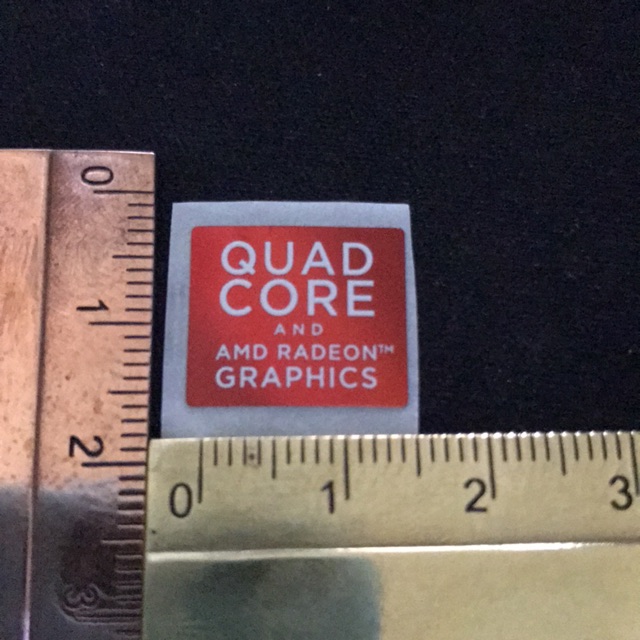 QUAD
CORE
AND
AMD RADEON™
GRAPHICS
0
1
2
3
0 1 2 3